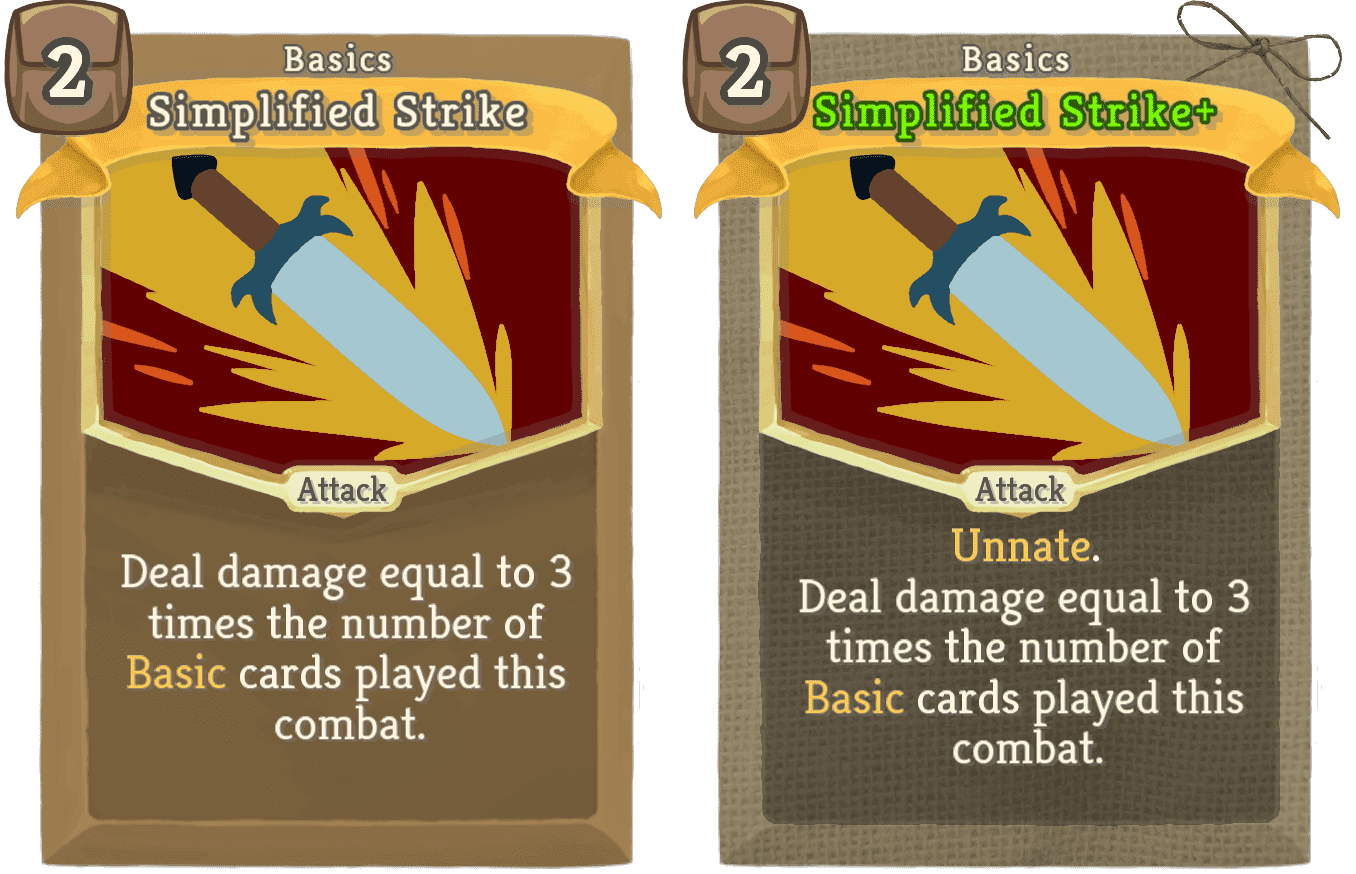 2
Basics
Simplified Strike
Attack
Deal damage equal to 3
times the number of
Basic cards played this
combat.
2
Basics
Simplified Strike+
Attack
Unnate.
Deal damage equal to 3
times the number of
Basic cards played this
combat.